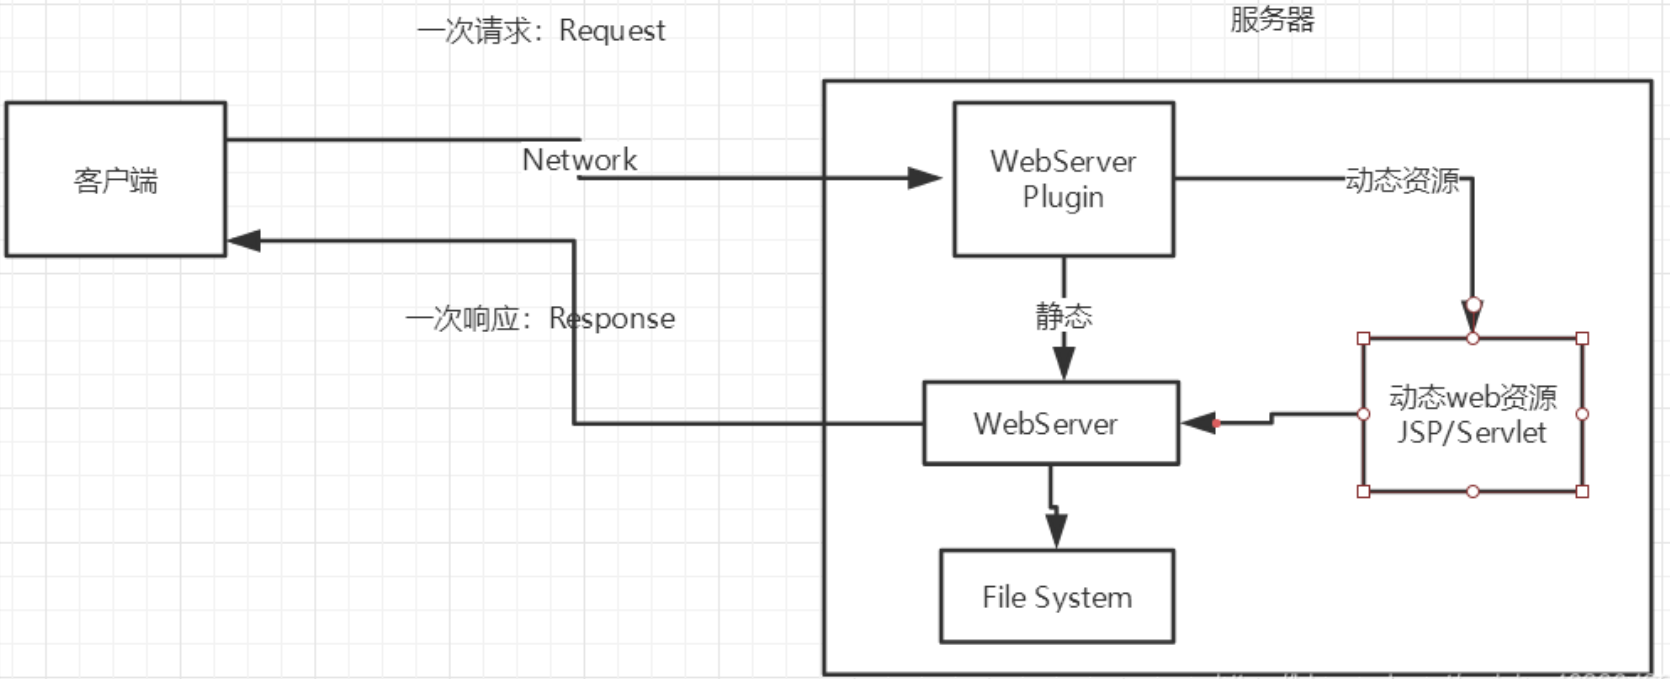 一次请求：Request
服务器
客户端
Network
WebServer
Plugin
动态资源
一次响应：Response
静态
动态web资源
JSP/Servlet
WebServer
File System